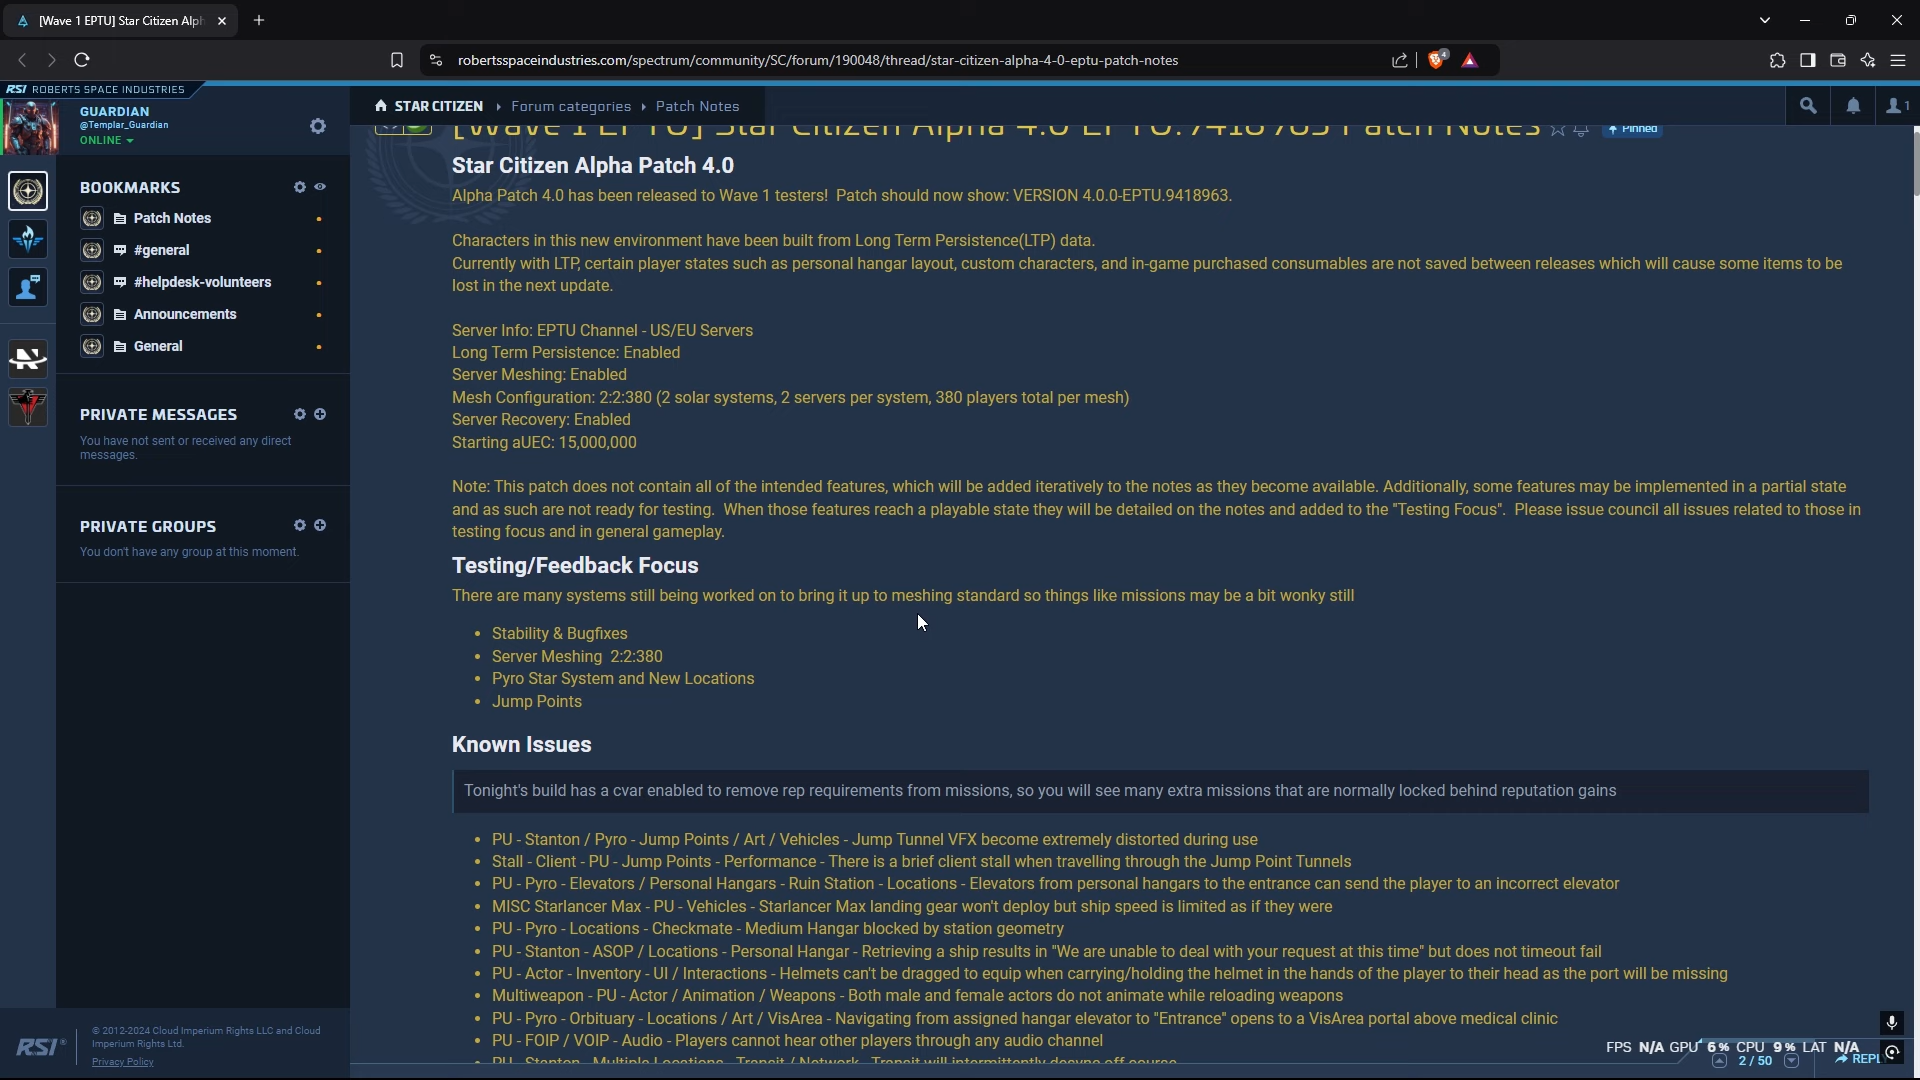 [Wave 1 EPTU] Star Citizen Alph
robertsspaceindustries.com/spectrum/community/SC/forum/190048/thread/star-citizen-alpha-4-0-eptu-patch-notes
4
RSI ROBERTS SPACE INDUSTRIES
GUARDIAN
@Templar_Guardian
ONLINE
STAR CITIZEN › Forum categories › Patch Notes
1
BOOKMARKS
Patch Notes
#general
#helpdesk-volunteers
Announcements
General
PRIVATE MESSAGES
You have not sent or received any direct
messages.
PRIVATE GROUPS
You don't have any group at this moment.
RSI
© 2012-2024 Cloud Imperium Rights LLC and Cloud
Imperium Rights Ltd.
Privacy Policy
[Wave 1 EPTU] Star Citizen Alpha 4.0 EPTU.9418963 Patch Notes
Pinned
Star Citizen Alpha Patch 4.0
Alpha Patch 4.0 has been released to Wave 1 testers! Patch should now show: VERSION 4.0.0-EPTU.9418963.
Characters in this new environment have been built from Long Term Persistence(LTP) data.
Currently with LTP, certain player states such as personal hangar layout, custom characters, and in-game purchased consumables are not saved between releases which will cause some items to be
lost in the next update.
Server Info: EPTU Channel - US/EU Servers
Long Term Persistence: Enabled
Server Meshing: Enabled
Mesh Configuration: 2:2:380 (2 solar systems, 2 servers per system, 380 players total per mesh)
Server Recovery: Enabled
Starting aUEC: 15,000,000
Note: This patch does not contain all of the intended features, which will be added iteratively to the notes as they become available. Additionally, some features may be implemented in a partial state
and as such are not ready for testing. When those features reach a playable state they will be detailed on the notes and added to the "Testing Focus". Please issue council all issues related to those in
testing focus and in general gameplay.
Testing/Feedback Focus
There are many systems still being worked on to bring it up to meshing standard so things like missions may be a bit wonky still
• Stability & Bugfixes
• Server Meshing 2:2:380
• Pyro Star System and New Locations
• Jump Points
Known Issues
Tonight's build has a cvar enabled to remove rep requirements from missions, so you will see many extra missions that are normally locked behind reputation gains
• PU - Stanton / Pyro - Jump Points / Art / Vehicles - Jump Tunnel VFX become extremely distorted during use
• Stall - Client - PU - Jump Points - Performance - There is a brief client stall when travelling through the Jump Point Tunnels
• PU - Pyro - Elevators / Personal Hangars - Ruin Station - Locations - Elevators from personal hangars to the entrance can send the player to an incorrect elevator
• MISC Starlancer Max - PU - Vehicles - Starlancer Max landing gear won't deploy but ship speed is limited as if they were
• PU - Pyro - Locations - Checkmate - Medium Hangar blocked by station geometry
• PU - Stanton - ASOP / Locations - Personal Hangar - Retrieving a ship results in "We are unable to deal with your request at this time" but does not timeout fail
• PU - Actor - Inventory - UI / Interactions - Helmets can't be dragged to equip when carrying/holding the helmet in the hands of the player to their head as the port will be missing
• Multiweapon - PU - Actor / Animation / Weapons - Both male and female actors do not animate while reloading weapons
• PU - Pyro - Orbituary - Locations / Art / VisArea - Navigating from assigned hangar elevator to "Entrance" opens to a VisArea portal above medical clinic
• PU - FOIP / VOIP - Audio - Players cannot hear other players through any audio channel
• PU - Stanton - Multiple Locations - Transit / Network - Transit will intermittently desync off course
FPS N/A GPU 6% CPU 9% LAT N/A
2 / 50
REPLY